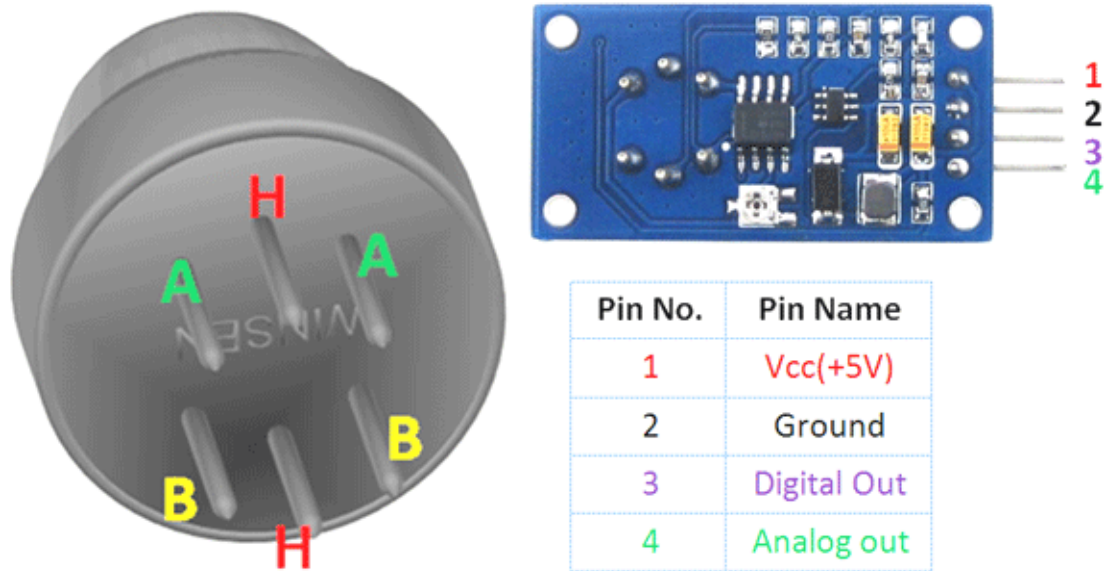 H
A
A
WINSEN
B
B
H
1
2
3
4
Pin No. Pin Name
1 Vcc(+5V)
2 Ground
3 Digital Out
4 Analog out